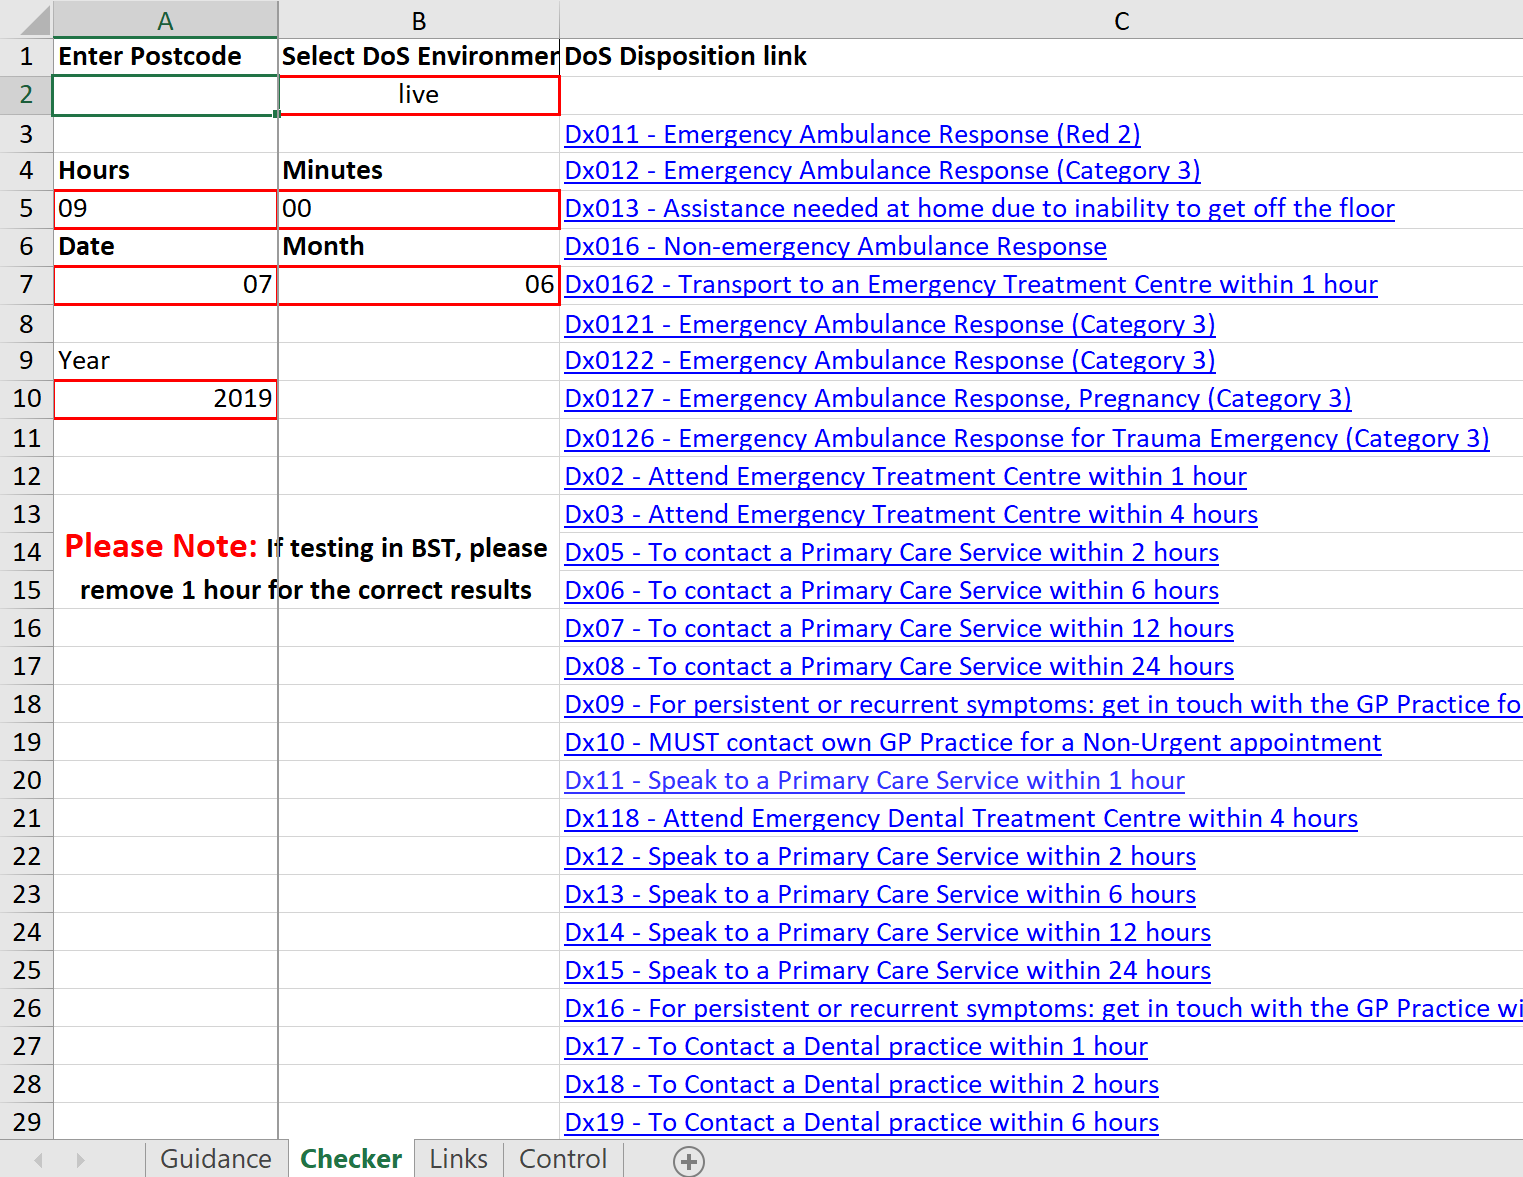 A B C
1 Enter Postcode Select DoS Environmen DoS Disposition link
2 live
3 Dx011 - Emergency Ambulance Response (Red 2)
4 Hours Minutes Dx012 - Emergency Ambulance Response (Category 3)
5 09 00 Dx013 - Assistance needed at home due to inability to get off the floor
6 Date Month Dx016 - Non-emergency Ambulance Response
7 07 06 Dx0162 - Transport to an Emergency Treatment Centre within 1 hour
8 Dx0121 - Emergency Ambulance Response (Category 3)
9 Year Dx0122 - Emergency Ambulance Response (Category 3)
10 2019 Dx0127 - Emergency Ambulance Response, Pregnancy (Category 3)
11 Dx0126 - Emergency Ambulance Response for Trauma Emergency (Category 3)
12 Dx02 - Attend Emergency Treatment Centre within 1 hour
13 Dx03 - Attend Emergency Treatment Centre within 4 hours
14 Please Note: If testing in BST, please Dx05 - To contact a Primary Care Service within 2 hours
15 remove 1 hour for the correct results Dx06 - To contact a Primary Care Service within 6 hours
16 Dx07 - To contact a Primary Care Service within 12 hours
17 Dx08 - To contact a Primary Care Service within 24 hours
18 Dx09 - For persistent or recurrent symptoms: get in touch with the GP Practice fo
19 Dx10 - MUST contact own GP Practice for a Non-Urgent appointment
20 Dx11 - Speak to a Primary Care Service within 1 hour
21 Dx118 - Attend Emergency Dental Treatment Centre within 4 hours
22 Dx12 - Speak to a Primary Care Service within 2 hours
23 Dx13 - Speak to a Primary Care Service within 6 hours
24 Dx14 - Speak to a Primary Care Service within 12 hours
25 Dx15 - Speak to a Primary Care Service within 24 hours
26 Dx16 - For persistent or recurrent symptoms: get in touch with the GP Practice wi
27 Dx17 - To Contact a Dental practice within 1 hour
28 Dx18 - To Contact a Dental practice within 2 hours
29 Dx19 - To Contact a Dental practice within 6 hours
Guidance Checker Links Control